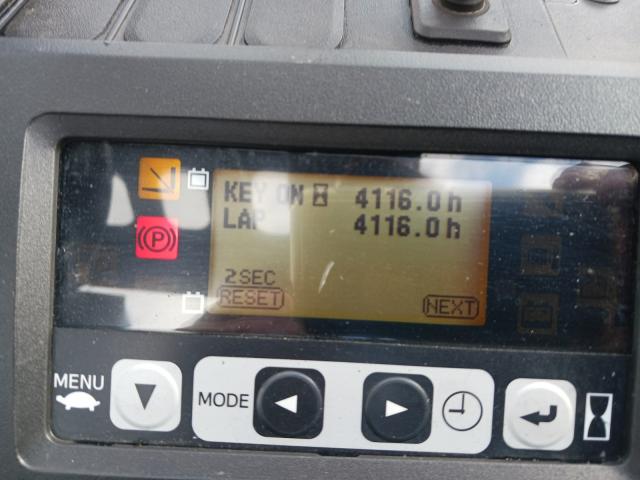 KEY ON 4116.0h
LAP 4116.0h
P
2SEC
RESET NEXT
MENU
MODE